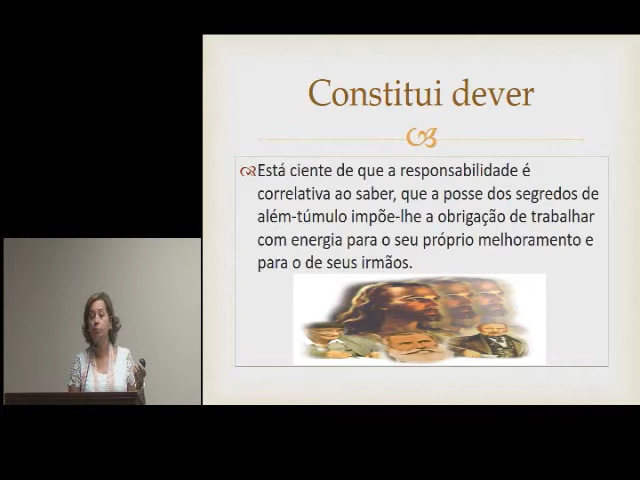 Constitui dever
Está ciente de que a responsabilidade é
correlativa ao saber, que a posse dos segredos de
além-túmulo impõe-lhe a obrigação de trabalhar
com energia para o seu próprio melhoramento e
para o de seus irmãos.